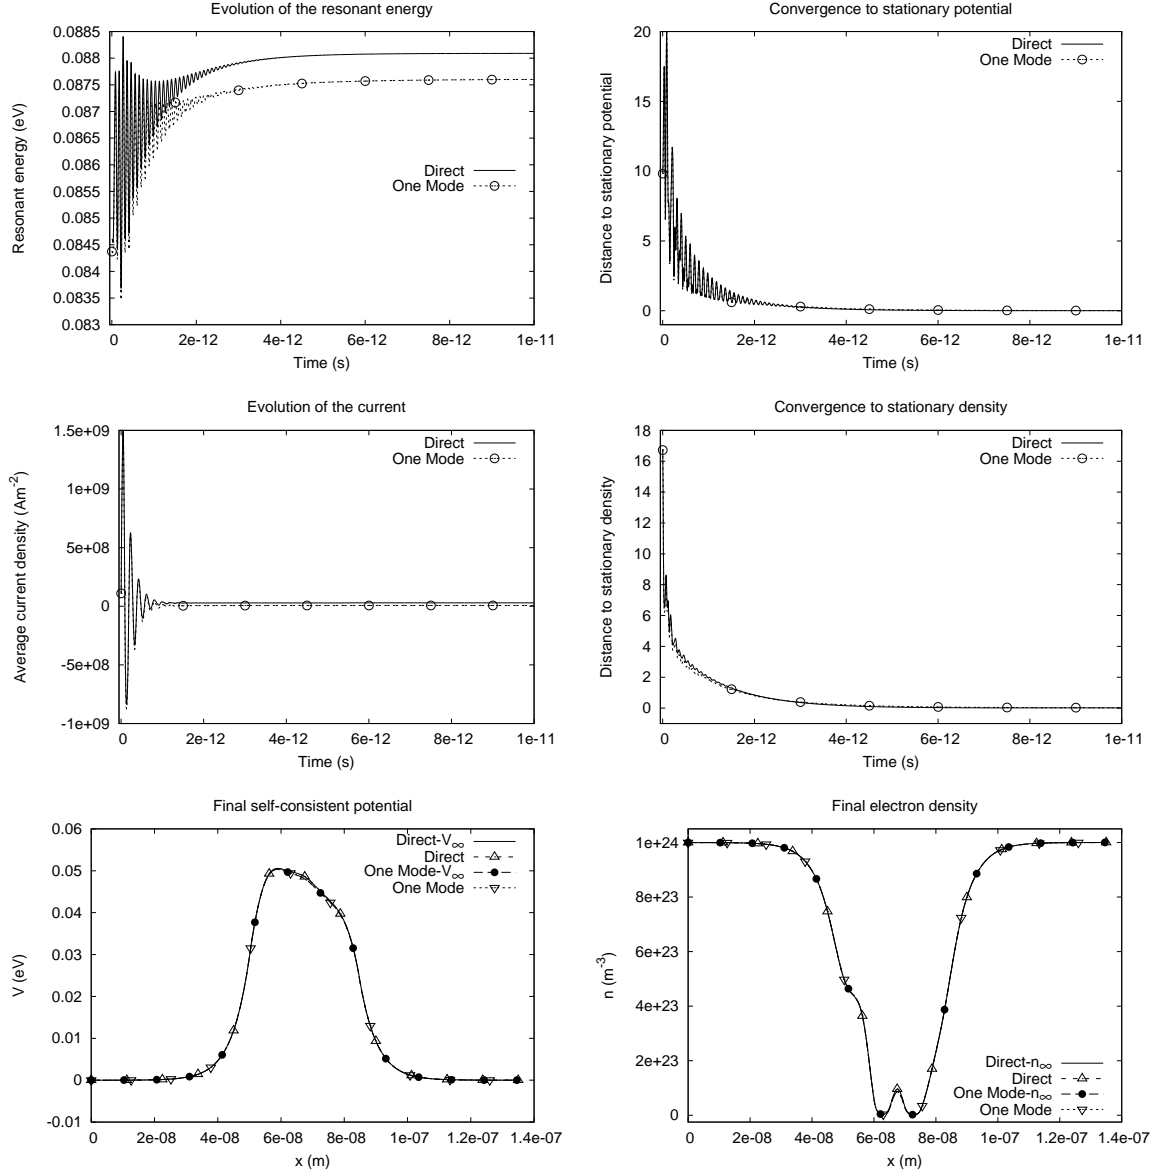 Evolution of the resonant energy
Resonant energy (eV)
0.0885
0.088
0.0875
0.087
0.0865
0.086
0.0855
0.085
0.0845
0.084
0.0835
0.083
Direct
One Mode
0 2e-12 4e-12 6e-12 8e-12 1e-11
Time (s)
Convergence to stationary potential
Distance to stationary potential
20
15
10
5
0
Direct
One Mode
0 2e-12 4e-12 6e-12 8e-12 1e-11
Time (s)
Evolution of the current
Average current density (Am⁻²)
1.5e+09
1e+09
5e+08
0
-5e+08
-1e+09
Direct
One Mode
0 2e-12 4e-12 6e-12 8e-12 1e-11
Time (s)
Convergence to stationary density
Distance to stationary density
18
16
14
12
10
8
6
4
2
0
Direct
One Mode
0 2e-12 4e-12 6e-12 8e-12 1e-11
Time (s)
Final self-consistent potential
V (eV)
0.06
0.05
0.04
0.03
0.02
0.01
0
-0.01
Direct-V∞
Direct
One Mode-V∞
One Mode
0 2e-08 4e-08 6e-08 8e-08 1e-07 1.2e-07 1.4e-07
x (m)
Final electron density
n (m⁻³)
1e+24
8e+23
6e+23
4e+23
2e+23
0
Direct-n∞
Direct
One Mode-n∞
One Mode
0 2e-08 4e-08 6e-08 8e-08 1e-07 1.2e-07 1.4e-07
x (m)